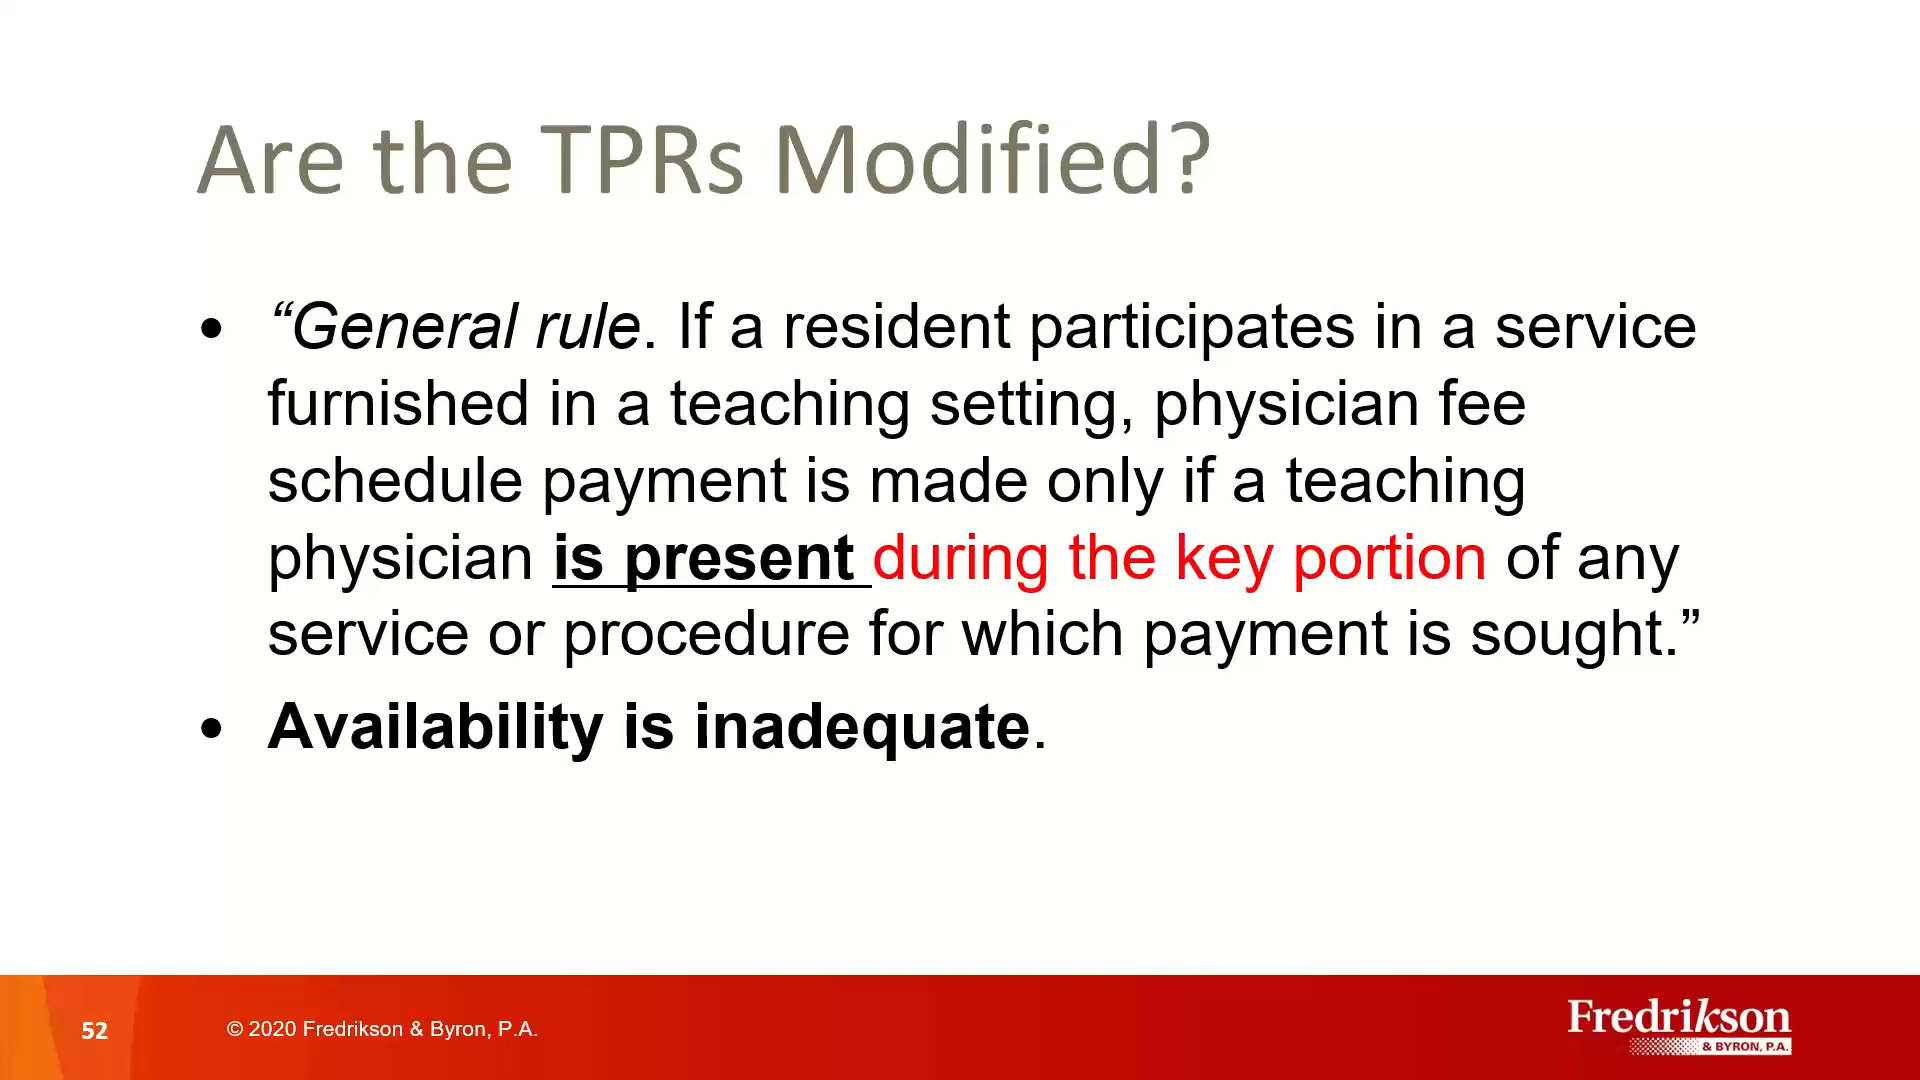 Are the TPRs Modified?
• “General rule. If a resident participates in a service
furnished in a teaching setting, physician fee
schedule payment is made only if a teaching
physician is present during the key portion of any
service or procedure for which payment is sought.”
• Availability is inadequate.
52
© 2020 Fredrikson & Byron, P.A.
Fredrikson
& BYRON, P.A.